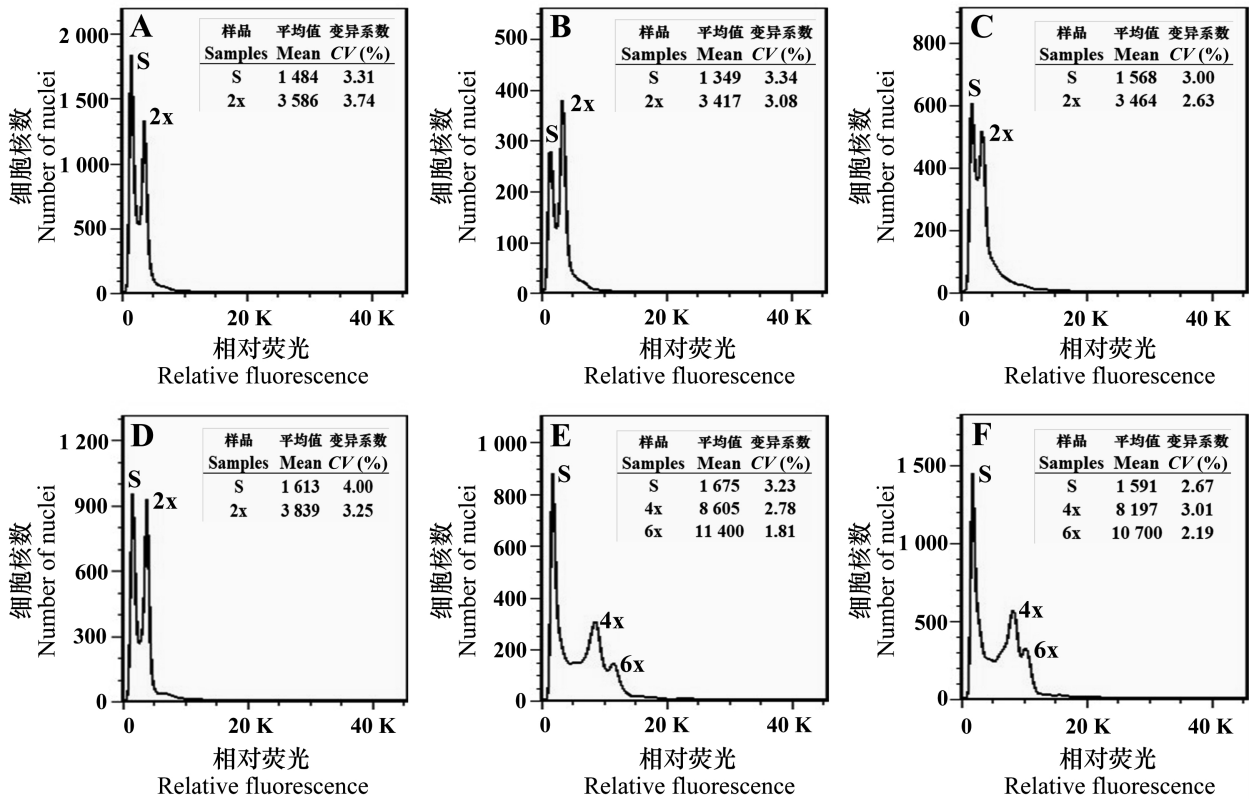 A
样品 平均值 变异系数
Samples Mean CV (%)
S 1 484 3.31
2x 3 586 3.74
2 000
1 500
1 000
500
0
S
2x
细胞核数
Number of nuclei
0 20 K 40 K
相对荧光
Relative fluorescence
B
样品 平均值 变异系数
Samples Mean CV (%)
S 1 349 3.34
2x 3 417 3.08
500
400
300
200
100
0
S
2x
细胞核数
Number of nuclei
0 20 K 40 K
相对荧光
Relative fluorescence
C
样品 平均值 变异系数
Samples Mean CV (%)
S 1 568 3.00
2x 3 464 2.63
800
600
400
200
0
S
2x
细胞核数
Number of nuclei
0 20 K 40 K
相对荧光
Relative fluorescence
D
样品 平均值 变异系数
Samples Mean CV (%)
S 1 613 4.00
2x 3 839 3.25
1 200
900
600
300
0
S
2x
细胞核数
Number of nuclei
0 20 K 40 K
相对荧光
Relative fluorescence
E
样品 平均值 变异系数
Samples Mean CV (%)
S 1 675 3.23
4x 8 605 2.78
6x 11 400 1.81
1 000
800
600
400
200
0
S
4x
6x
细胞核数
Number of nuclei
0 20 K 40 K
相对荧光
Relative fluorescence
F
样品 平均值 变异系数
Samples Mean CV (%)
S 1 591 2.67
4x 8 197 3.01
6x 10 700 2.19
1 500
1 000
500
0
S
4x
6x
细胞核数
Number of nuclei
0 20 K 40 K
相对荧光
Relative fluorescence